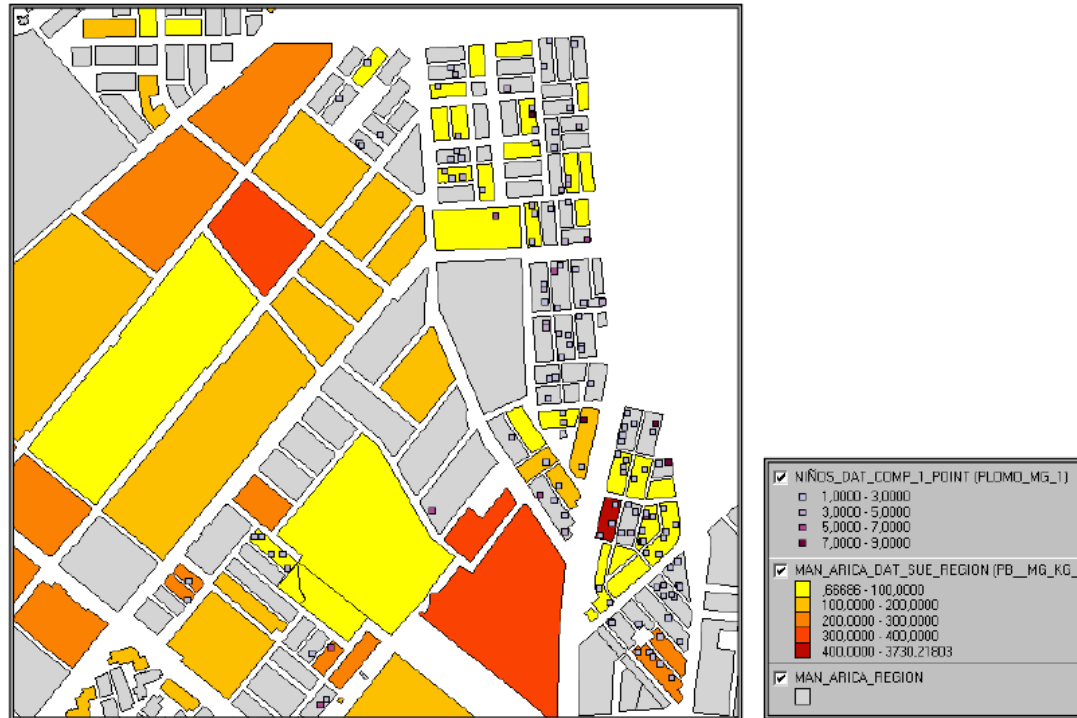 NIÑOS_DAT_COMP_1_POINT (PLOMO_MG_1)
1,0000 - 3,0000
3,0000 - 5,0000
5,0000 - 7,0000
7,0000 - 9,0000
MAN_ARICA_DAT_SUE_REGION (PB__MG_KG_
,66686 - 100,0000
100,0000 - 200,0000
200,0000 - 300,0000
300,0000 - 400,0000
400,0000 - 3730,21803
MAN_ARICA_REGION